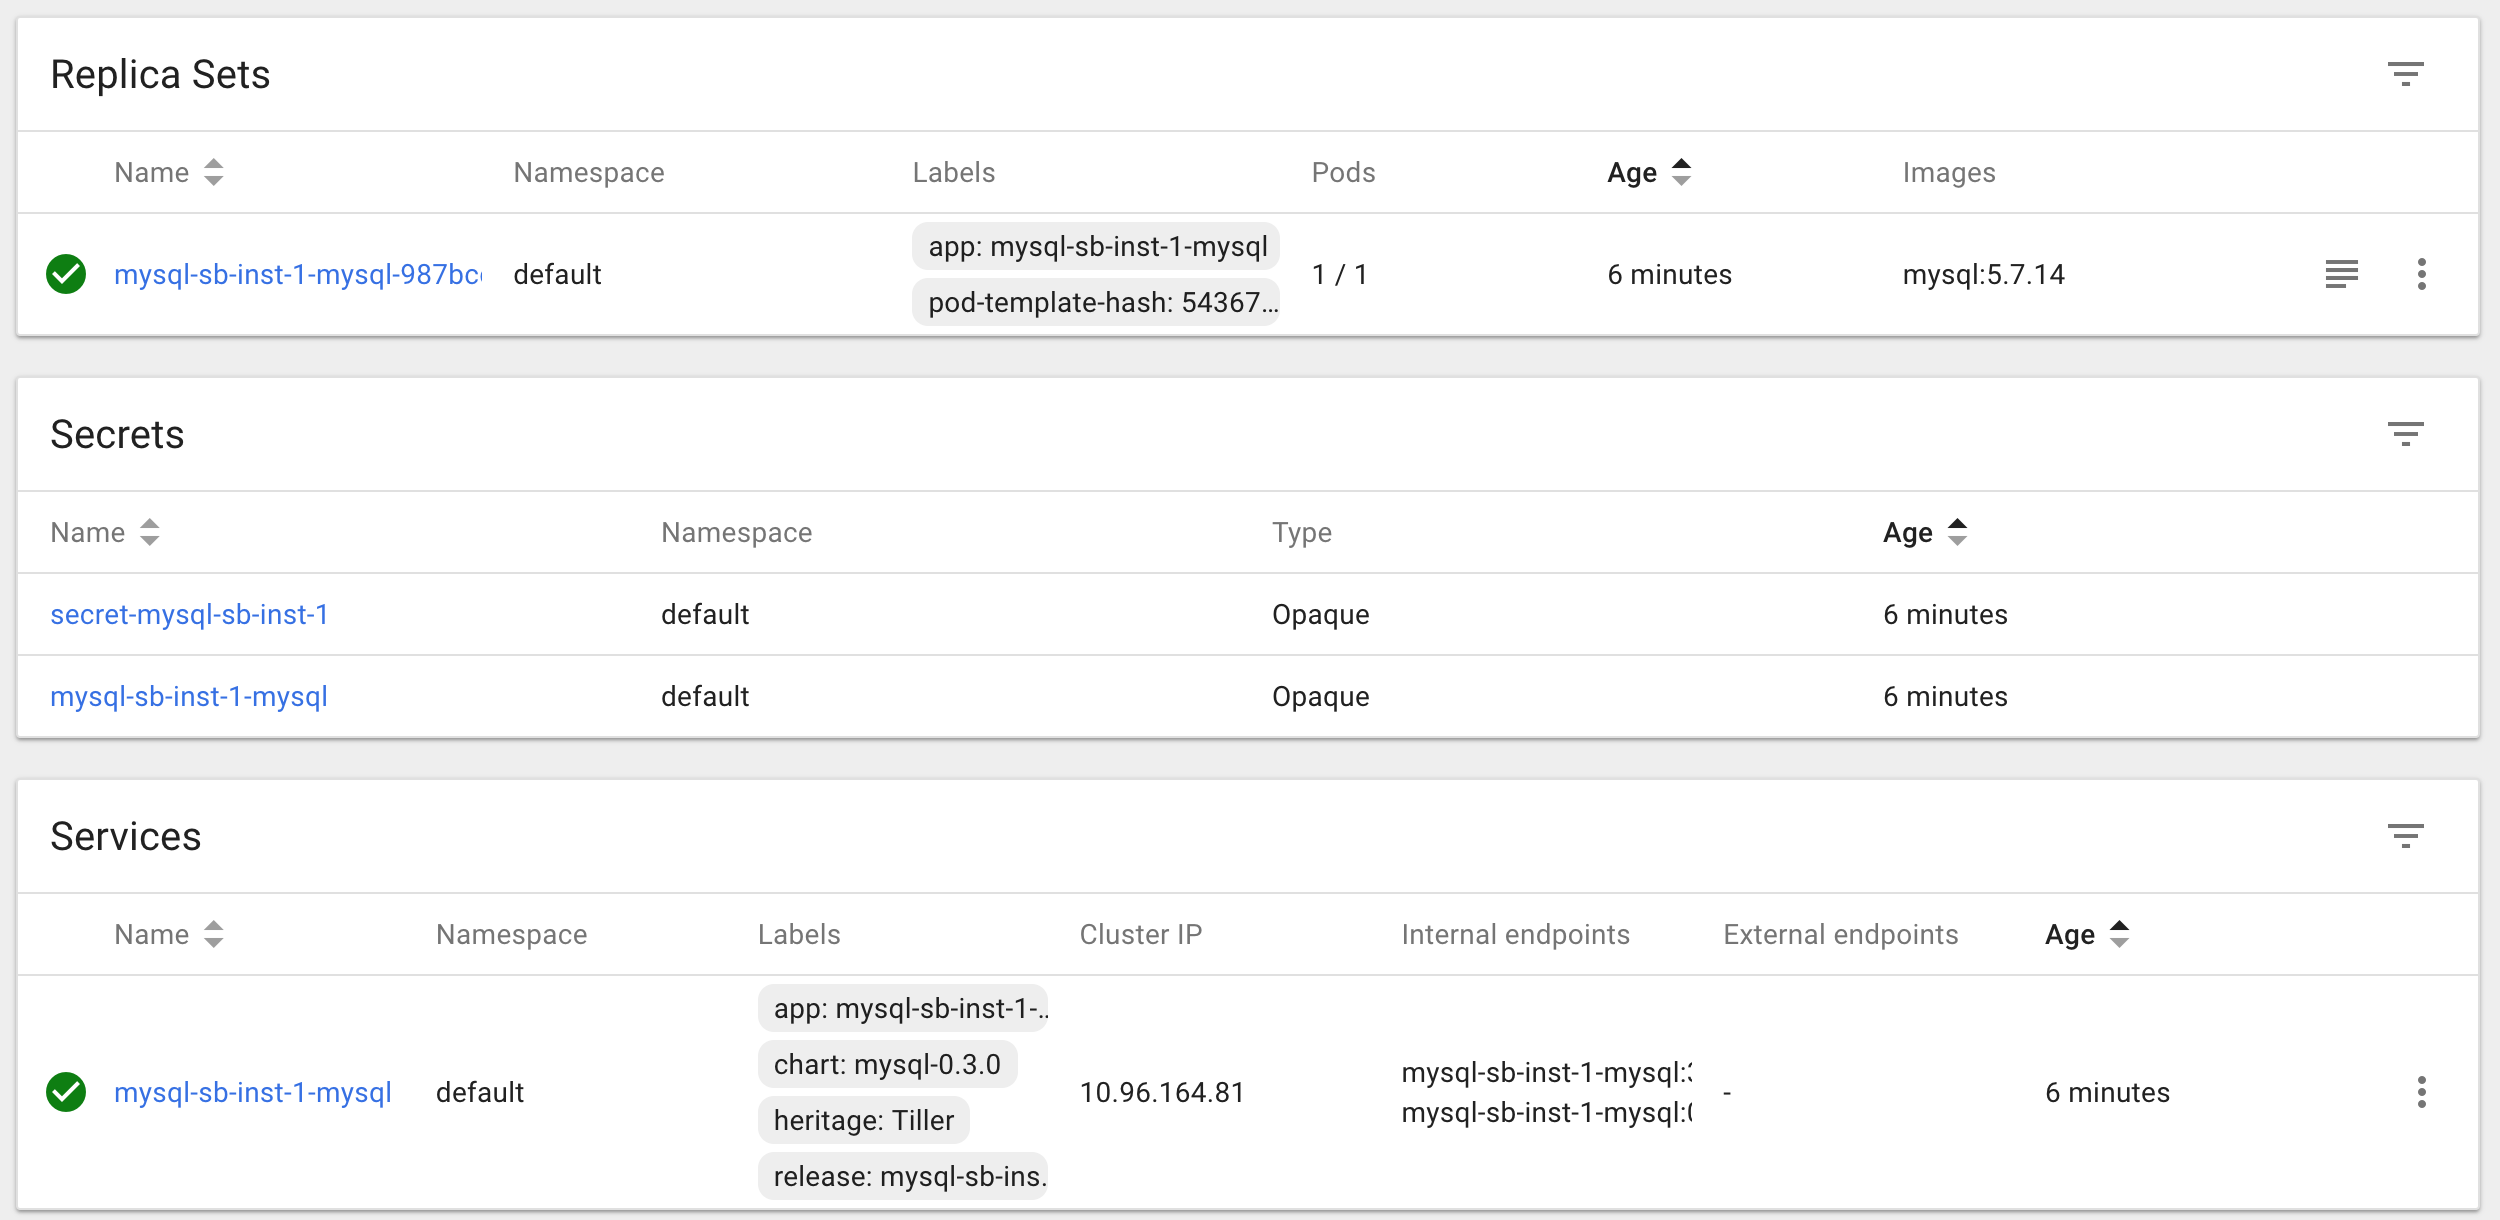 Replica Sets
Name Namespace Labels Pods Age Images
mysql-sb-inst-1-mysql-987bc default app: mysql-sb-inst-1-mysql 1 / 1 6 minutes mysql:5.7.14
pod-template-hash: 54367...
Secrets
Name Namespace Type Age
secret-mysql-sb-inst-1 default Opaque 6 minutes
mysql-sb-inst-1-mysql default Opaque 6 minutes
Services
Name Namespace Labels Cluster IP Internal endpoints External endpoints Age
app: mysql-sb-inst-1-..
chart: mysql-0.3.0
mysql-sb-inst-1-mysql default 10.96.164.81 mysql-sb-inst-1-mysql: - 6 minutes
mysql-sb-inst-1-mysql:
heritage: Tiller
release: mysql-sb-ins.